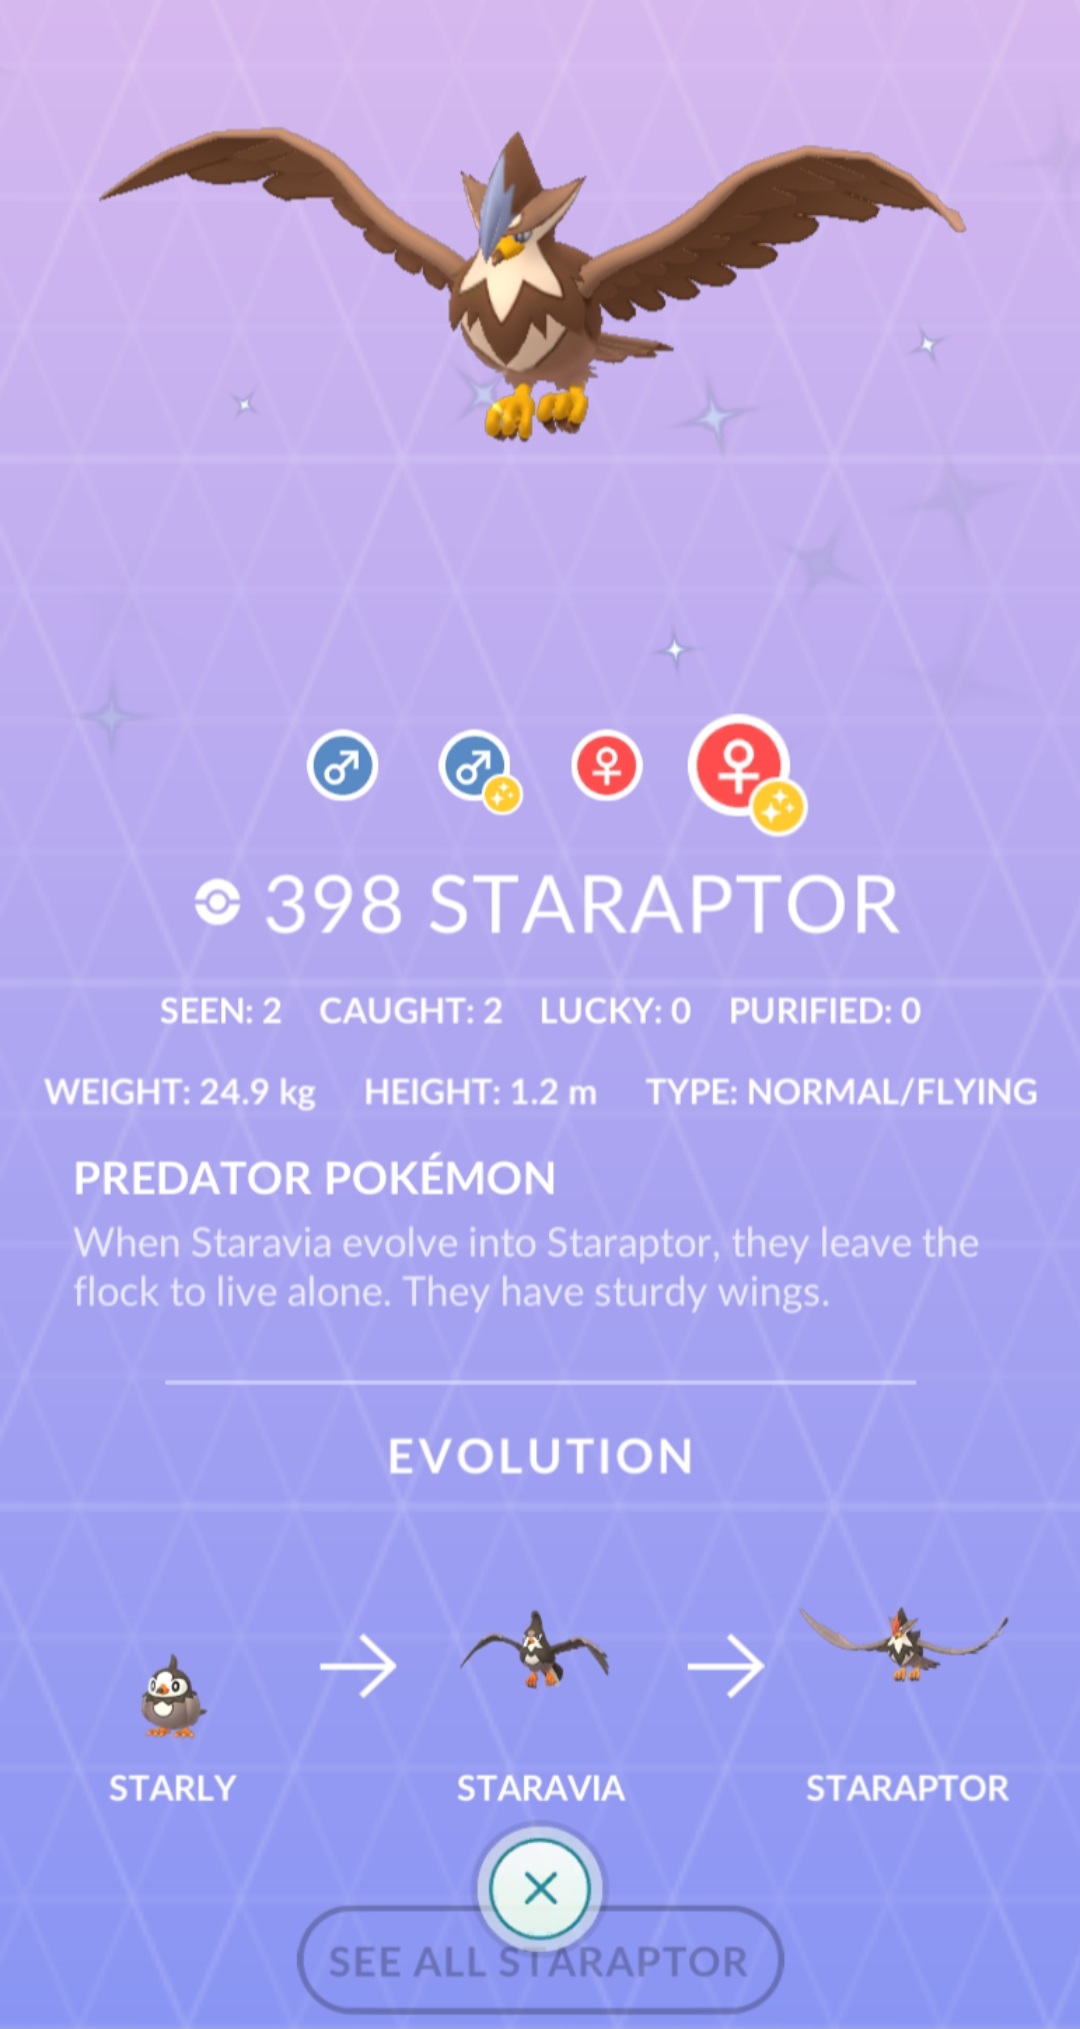 398 STARAPTOR
SEEN: 2 CAUGHT: 2 LUCKY: 0 PURIFIED: 0
WEIGHT: 24.9 kg HEIGHT: 1.2 m TYPE: NORMAL/FLYING
PREDATOR POKÉMON
When Staravia evolve into Staraptor, they leave the
flock to live alone. They have sturdy wings.
EVOLUTION
STARLY STARAVIA STARAPTOR
SEE ALL STARAPTOR